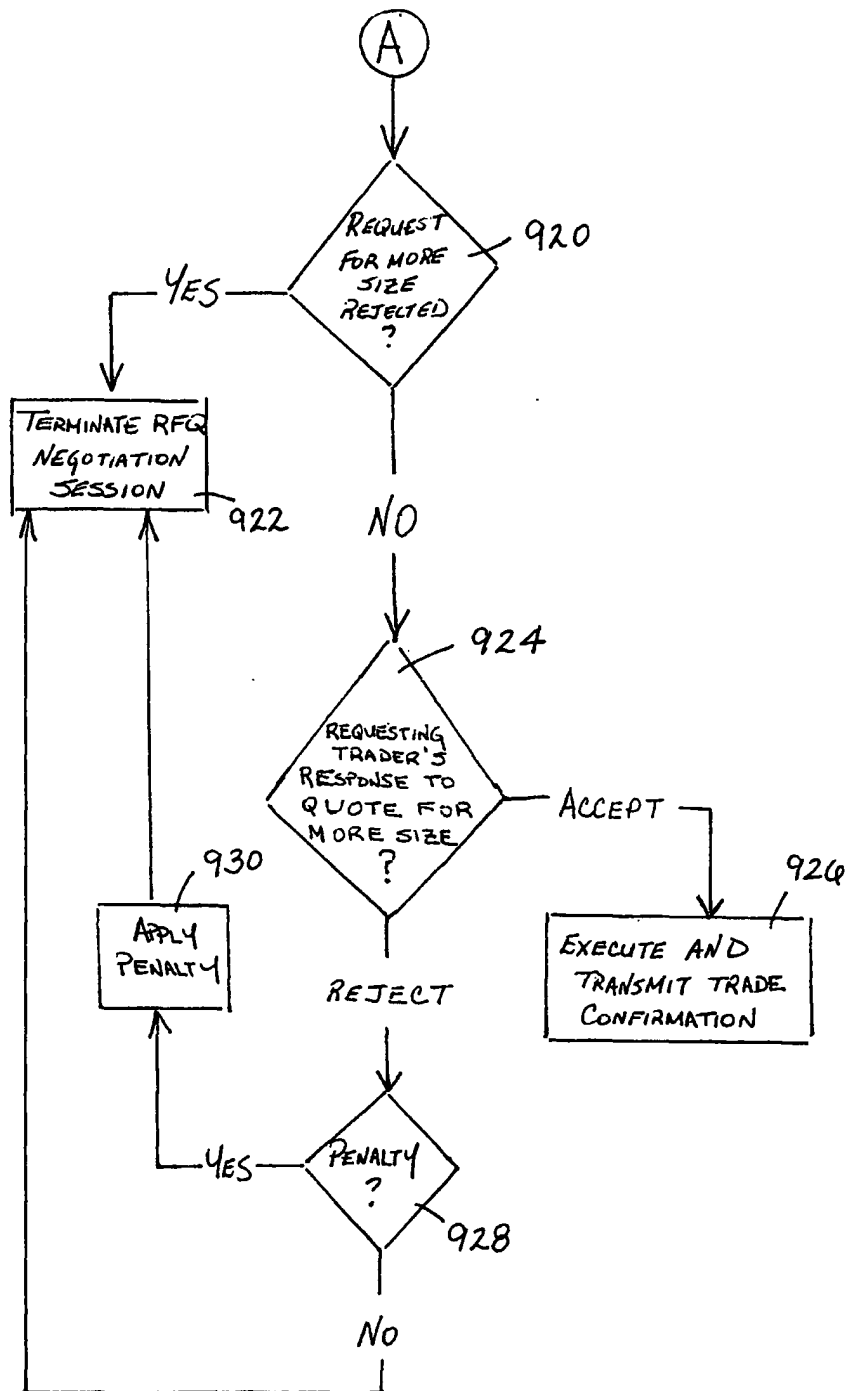 A
REQUEST
FOR MORE
SIZE
REJECTED
?
920
YES
TERMINATE RFQ
NEGOTIATION
SESSION
922
NO
924
REQUESTING
TRADER'S
RESPONSE TO
QUOTE FOR
MORE SIZE
?
ACCEPT
926
EXECUTE AND
TRANSMIT TRADE
CONFIRMATION
930
APPLY
PENALTY
REJECT
YES
PENALTY
?
928
NO